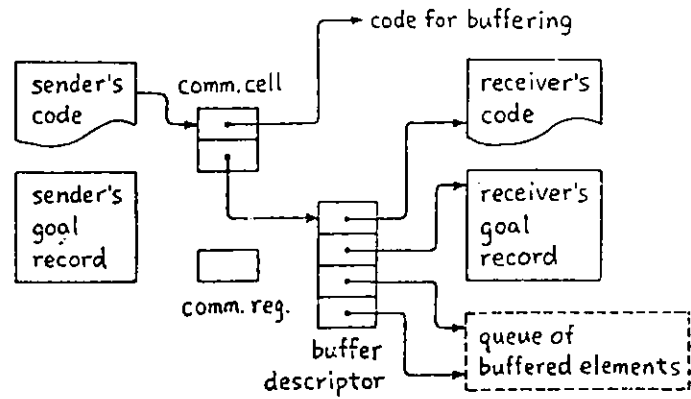 code for buffering
sender's
code
comm. cell
receiver's
code
sender's
goal
record
receiver's
goal
record
comm. reg.
buffer
descriptor
queue of
buffered elements